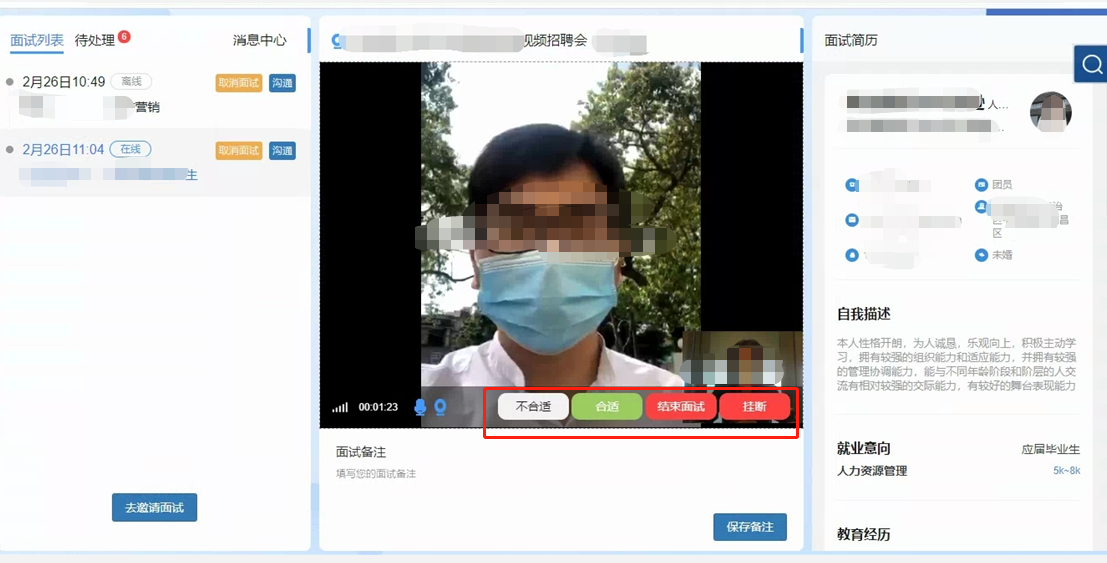 面试列表 待处理 6 消息中心
2月26日10:49 离线 取消面试 沟通
营销
2月26日11:04 在线 取消面试 沟通
生
去邀请面试
视频招聘会
00:01:23 不合适 合适 结束面试 挂断
面试备注
填写您的面试备注
保存备注
面试简历
人...
团员
治
区 昌
区
未婚
自我描述
本人性格开朗，为人诚恳，乐观向上，积极主动学
习，拥有较强的组织能力和适应能力，并拥有较强
的管理协调能力，能与不同年龄阶段和阶层的人交
流有相对较强的交际能力，有较好的舞台表现能力
就业意向 应届毕业生
人力资源管理 5k~8k
教育经历